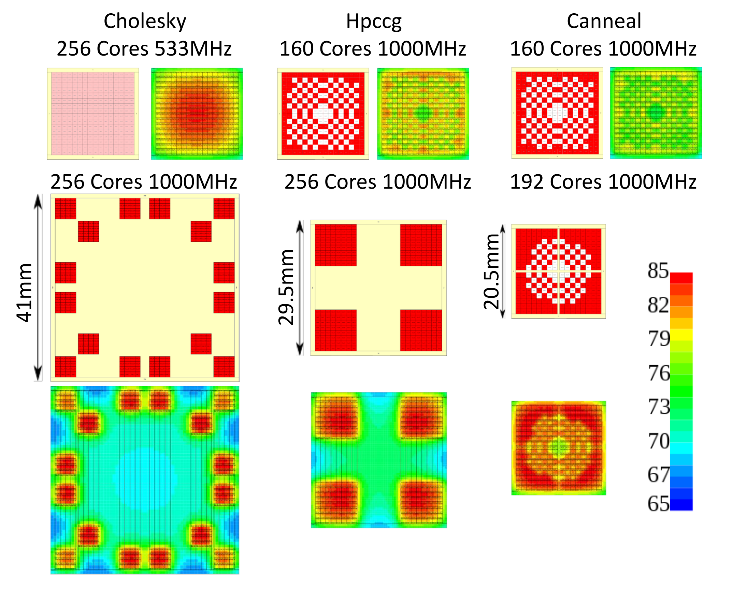 Cholesky
256 Cores 533MHz
Hpccg
160 Cores 1000MHz
Canneal
160 Cores 1000MHz
256 Cores 1000MHz
256 Cores 1000MHz
192 Cores 1000MHz
41mm
29.5mm
20.5mm
85
82
79
76
73
70
67
65